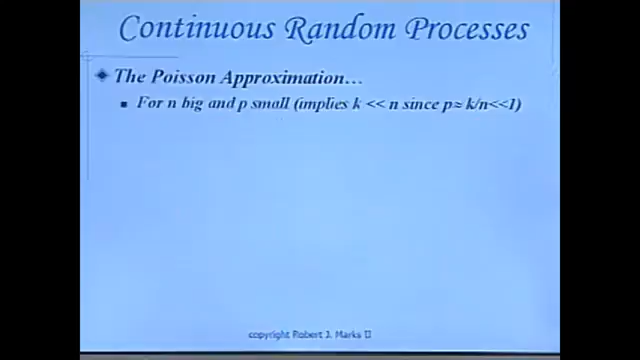 Continuous Random Processes
The Poisson Approximation…
For n big and p small (implies k << n since p≈ k/n<<1)
copyright Robert J. Marks II